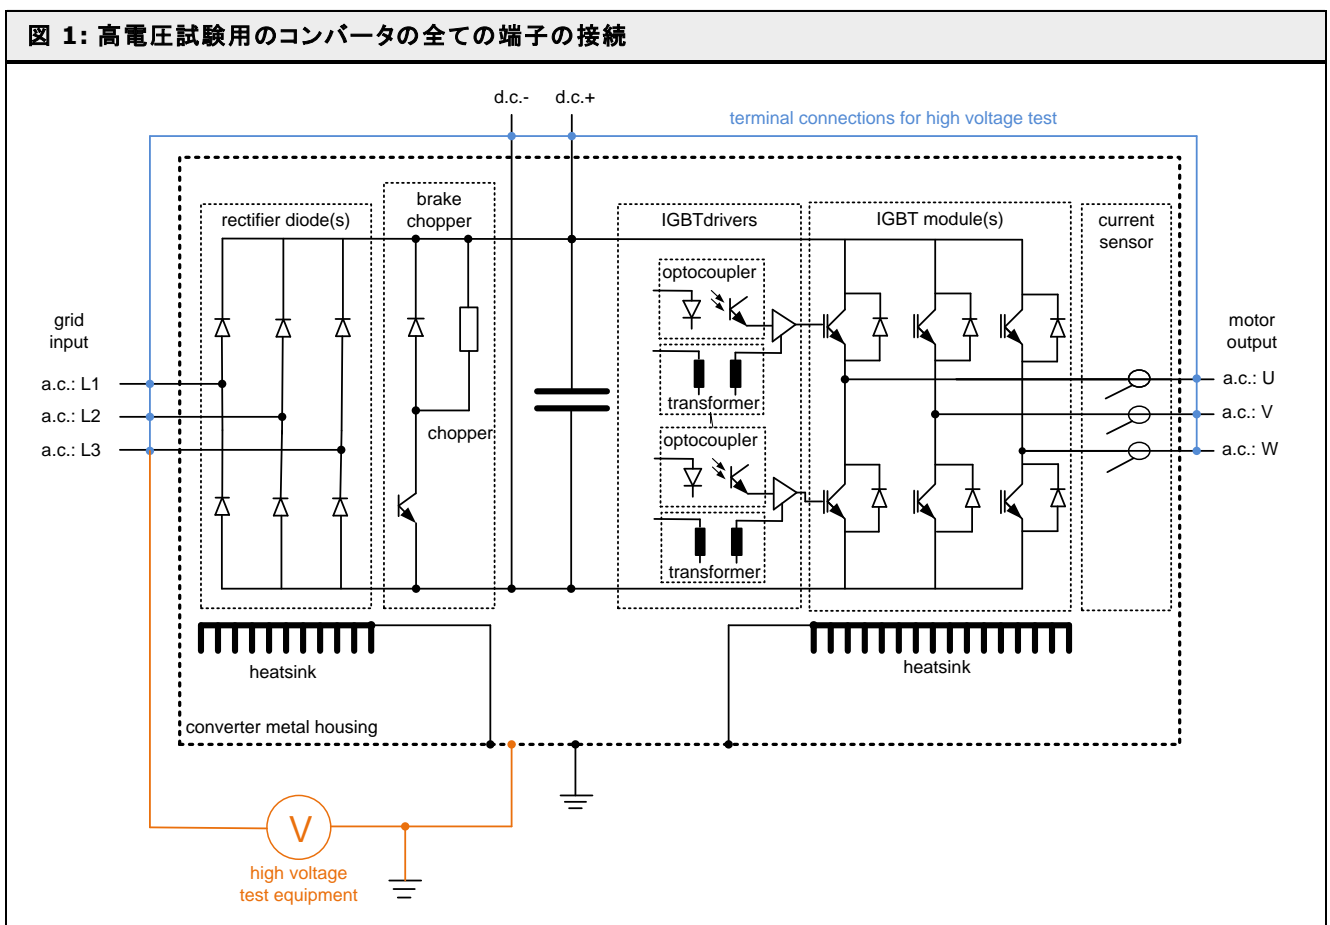 図 1: 高電圧試験用のコンバータの全ての端子の接続
d.c.- d.c.+
terminal connections for high voltage test
rectifier diode(s)
brake
chopper
IGBTdrivers
IGBT module(s)
current
sensor
optocoupler
grid
input
motor
output
a.c.: L1
a.c.: L2
a.c.: L3
a.c.: U
a.c.: V
a.c.: W
transformer
chopper
optocoupler
transformer
heatsink
heatsink
converter metal housing
V
high voltage
test equipment